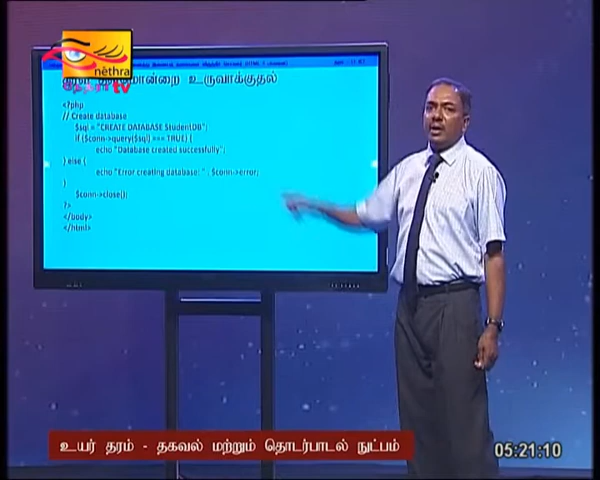 nethra
நேத்ரா TV
உருவாக்குதல்
<?php
// Create database
$sql = "CREATE DATABASE StudentDB";
if ($conn->query($sql) === TRUE) {
echo "Database created successfully";
} else {
echo "Error creating database: " . $conn->error;
}
$conn->close();
?>
</body>
</html>
உயர் தரம் - தகவல் மற்றும் தொடர்பாடல் நுட்பம்
05:21:10